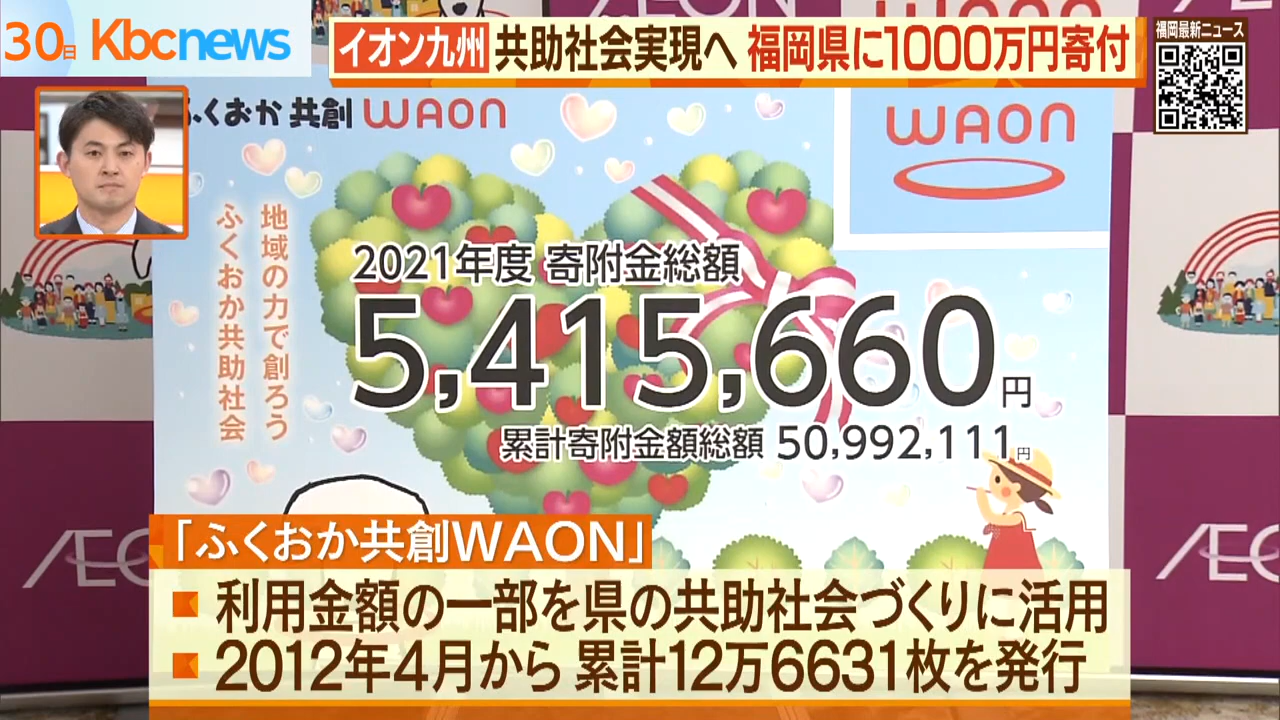 30日 Kbcnews
イオン九州 共助社会実現へ 福岡県に1000万円寄付
福岡最新ニュース
ふくおか 共創 WAON
WAON
地域の力で創ろう
ふくおか共助社会
2021年度 寄附金総額
5,415,660円
累計寄附金額総額 50,992,111円
AEON
AEON
「ふくおか共創WAON」
■ 利用金額の一部を県の共助社会づくりに活用
■ 2012年4月から 累計12万6631枚を発行